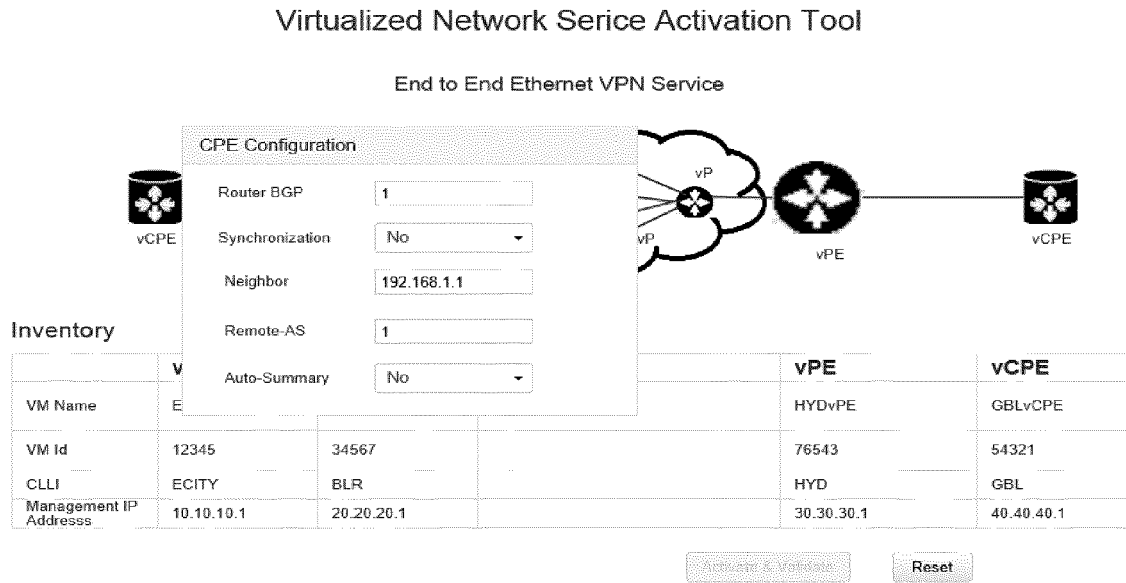 Virtualized Network Serice Activation Tool
End to End Ethernet VPN Service
CPE Configuration
Router BGP 1
Synchronization No
Neighbor 192.168.1.1
Remote-AS 1
Auto-Summary No
vCPE
vP
vP
vPE
vCPE
Inventory
vPE vCPE
VM Name E HYDvPE GBLvCPE
VM Id 12345 34567 76543 54321
CLLI ECITY BLR HYD GBL
Management IP
Addresss 10.10.10.1 20.20.20.1 30.30.30.1 40.40.40.1
Activate & Validate Reset